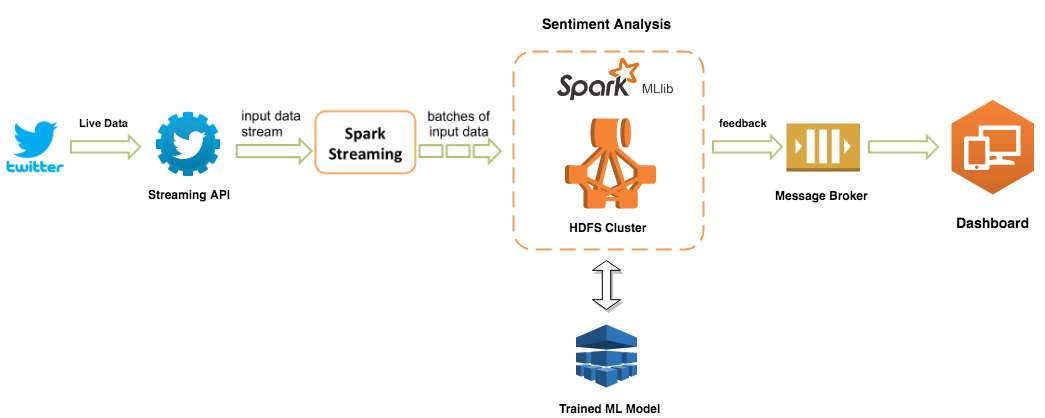 Sentiment Analysis
Spark
MLlib
twitter
Live Data
Streaming API
input data
stream
Spark
Streaming
batches of
input data
HDFS Cluster
feedback
Message Broker
Dashboard
Trained ML Model